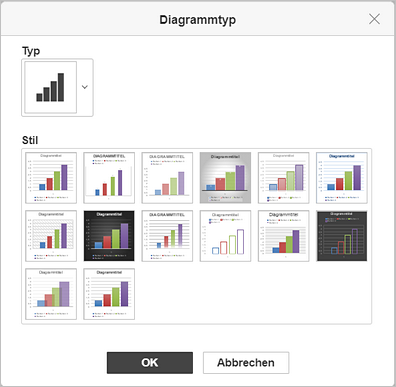 Diagrammtyp
Typ
Stil
Diagrammtitel DIAGRAMMTITEL DIAGRAMMTITEL Diagrammtitel Diagrammtitel Diagrammtitel
Diagrammtitel Diagrammtitel DIAGRAMMTITEL Diagrammtitel Diagrammtitel Diagrammtitel
Diagrammtitel Diagrammtitel
OK Abbrechen